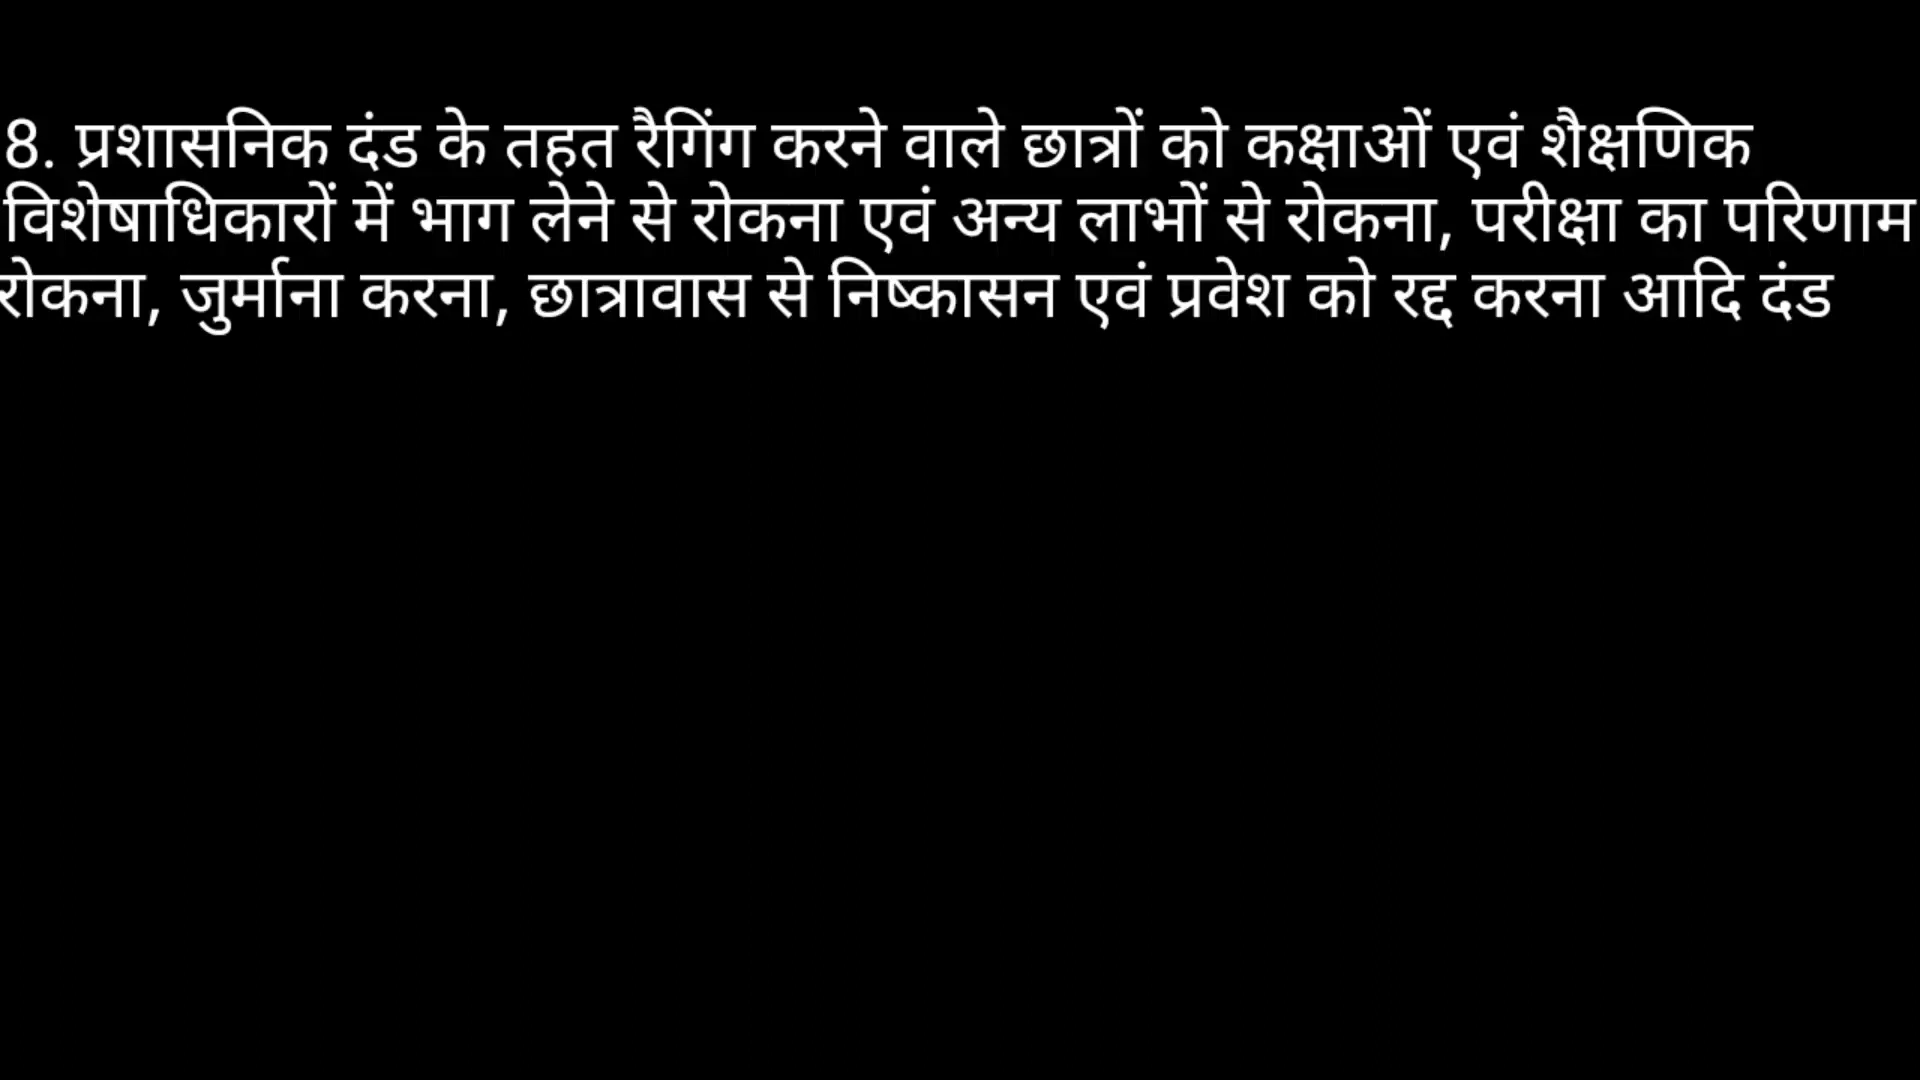 8. प्रशासनिक दंड के तहत रैगिंग करने वाले छात्रों को कक्षाओं एवं शैक्षणिक
विशेषाधिकारों में भाग लेने से रोकना एवं अन्य लाभों से रोकना, परीक्षा का परिणाम
रोकना, जुर्माना करना, छात्रावास से निष्कासन एवं प्रवेश को रद्द करना आदि दंड